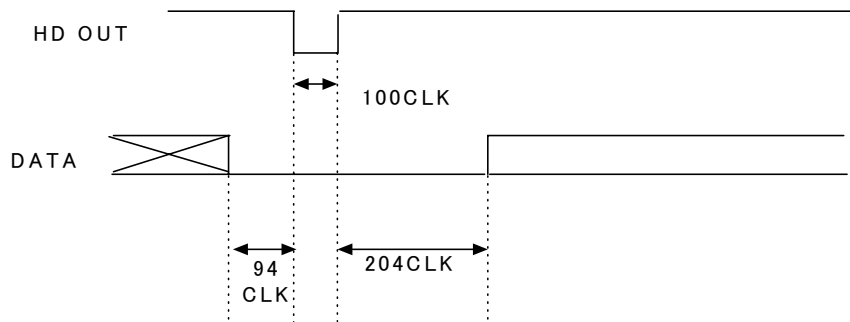 HD OUT
100CLK
DATA
94
CLK
204CLK